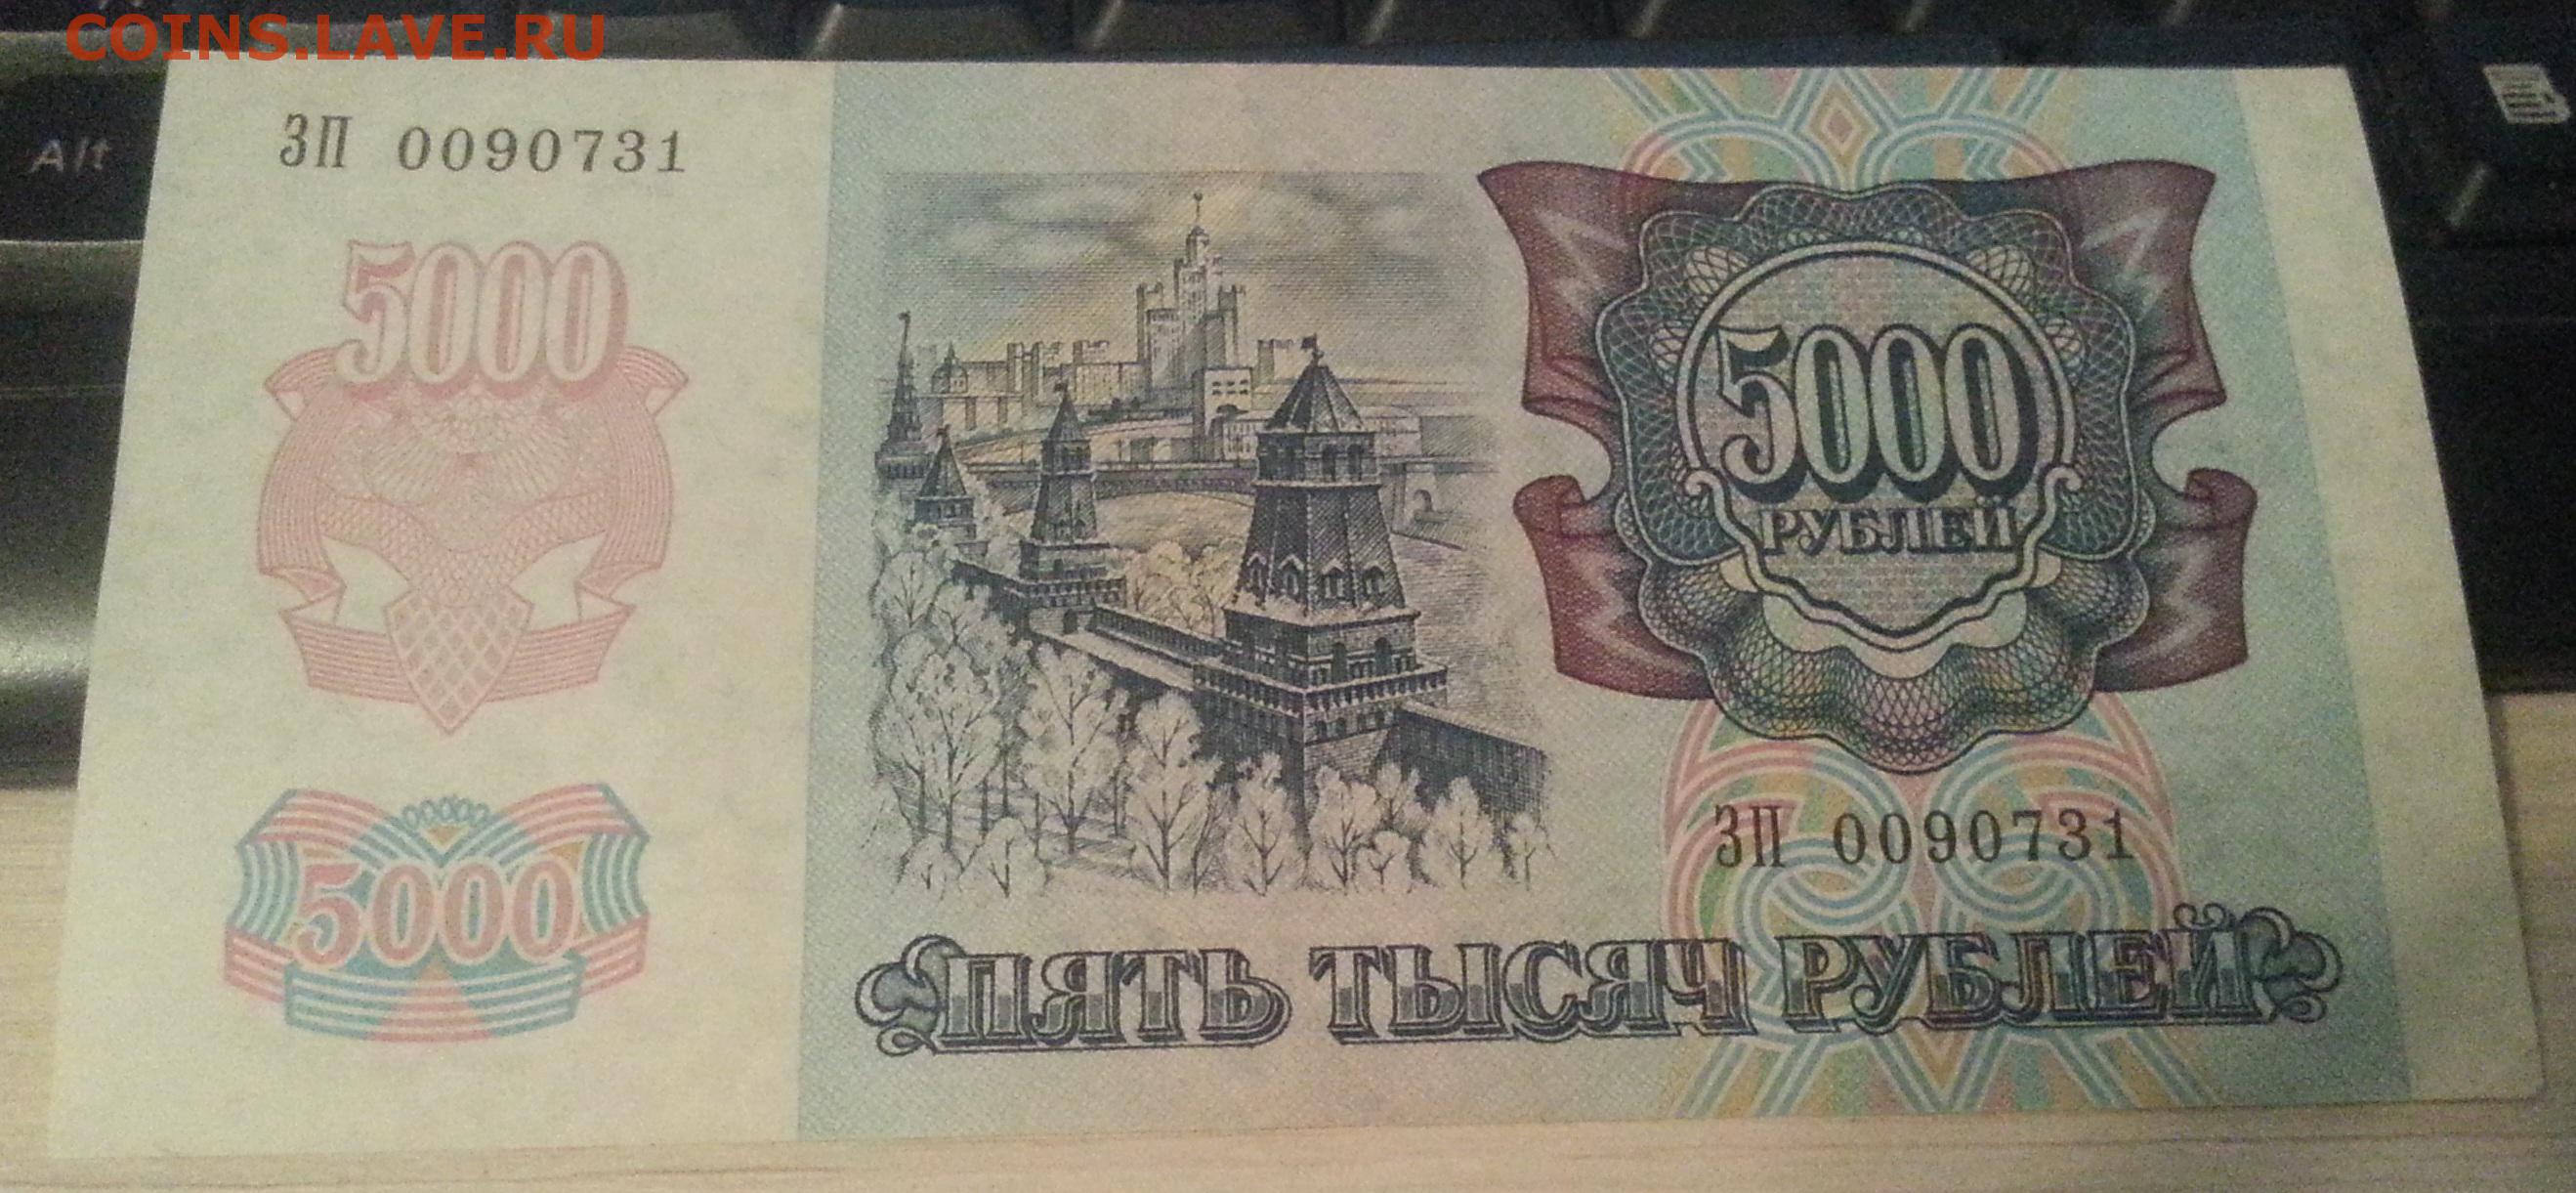 COINS.LAVE.RU
Alt
ЗП 0090731
5000
5000
РУБЛЕЙ
5000
ЗП 0090731
ПЯТЬ ТЫСЯЧ РУБЛЕЙ